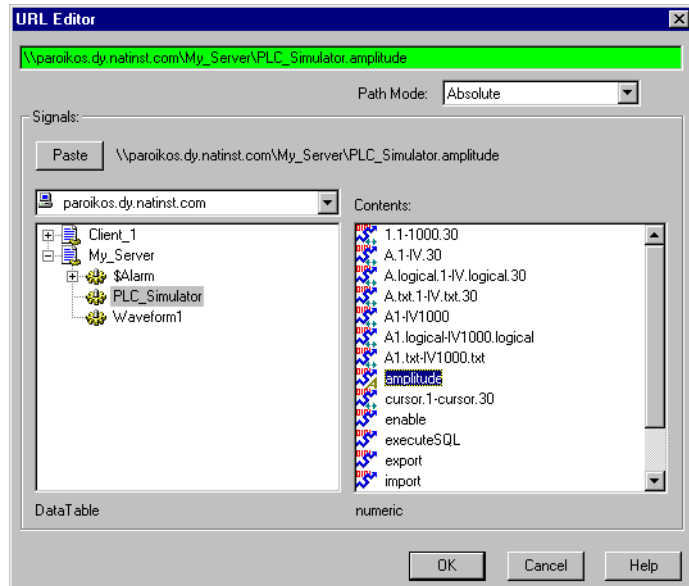 URL Editor
\\paroikos.dy.natinst.com\My_Server\PLC_Simulator.amplitude
Path Mode: Absolute
Signals:
Paste \\paroikos.dy.natinst.com\My_Server\PLC_Simulator.amplitude
paroikos.dy.natinst.com
Client_1
My_Server
$Alarm
PLC_Simulator
Waveform1
DataTable
Contents:
1.1-1000.30
A.1-IV.30
A.logical.1-IV.logical.30
A.txt.1-IV.txt.30
A1-IV1000
A1.logical-IV1000.logical
A1.txt-IV1000.txt
amplitude
cursor.1-cursor.30
enable
executeSQL
export
import
numeric
OK Cancel Help